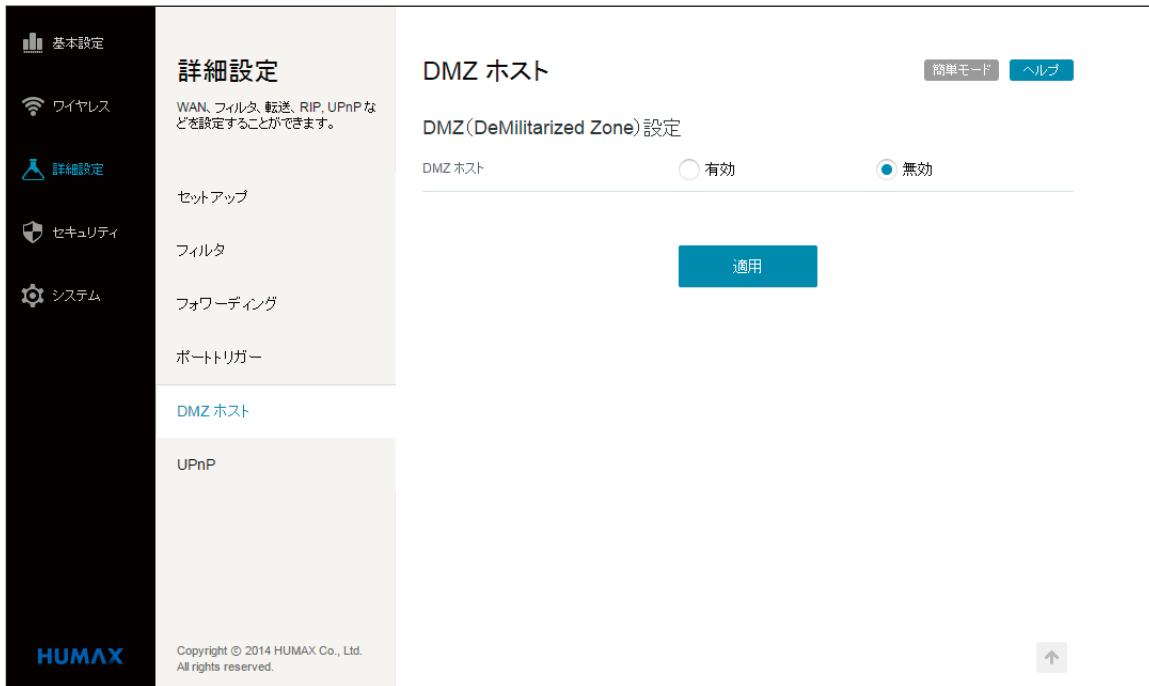 基本設定
ワイヤレス
詳細設定
セキュリティ
システム
HUMAX
詳細設定
WAN、フィルタ、転送、RIP, UPnPな
どを設定することができます。
セットアップ
フィルタ
フォワーディング
ポートトリガー
DMZ ホスト
UPnP
Copyright © 2014 HUMAX Co., Ltd.
All rights reserved.
DMZ ホスト
簡単モード
ヘルプ
DMZ（DeMilitarized Zone）設定
DMZ ホスト
有効
無効
適用